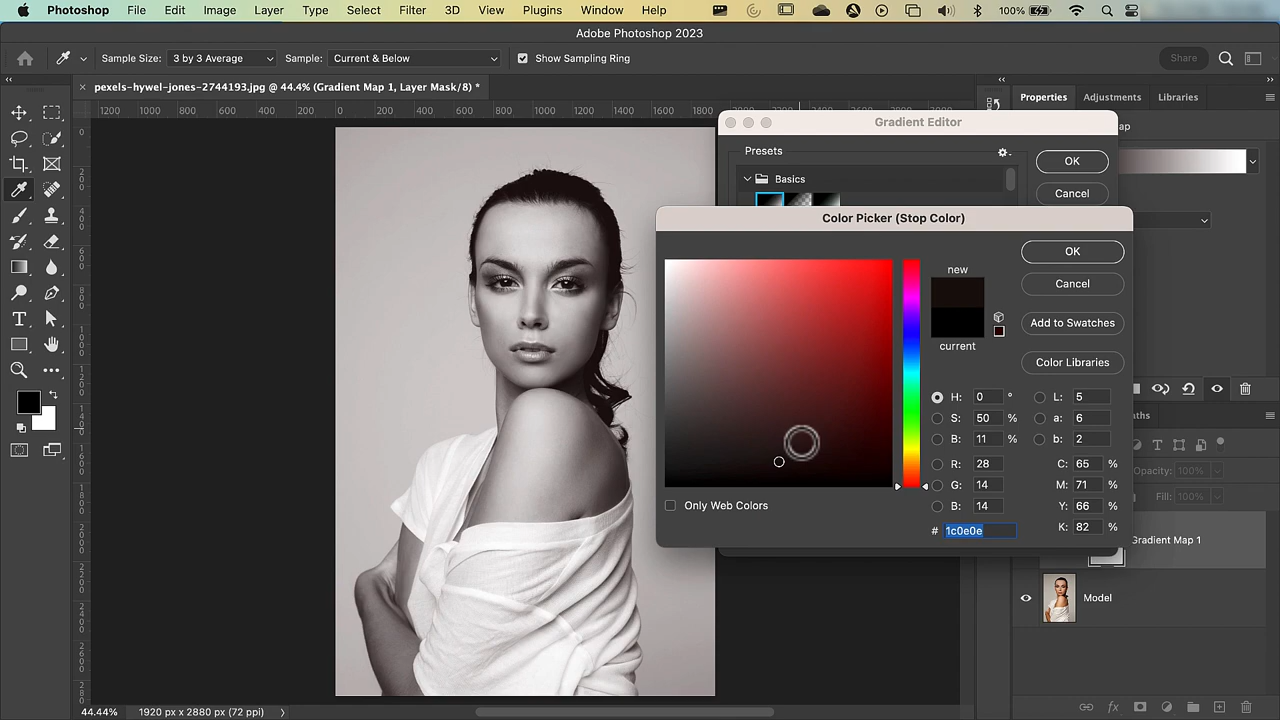 Photoshop File Edit Image Layer Type Select Filter 3D View Plugins Window Help 100%
Adobe Photoshop 2023
Sample Size: 3 by 3 Average Sample: Current & Below Show Sampling Ring Share
pexels-hywel-jones-2744193.jpg @ 44.4% (Gradient Map 1, Layer Mask/8) *
Properties Adjustments Libraries
1200 1000 800 600 400 200 0 200 400 600 800 1000 1200 1400 1600 1800
Gradient Editor
ap
Presets
OK
Basics
Cancel
Color Picker (Stop Color)
OK
new
Cancel
Add to Swatches
current
Color Libraries
H: 0 ° L: 5
S: 50 % a: 6
B: 11 % b: 2
R: 28 C: 65 %
G: 14 M: 71 %
B: 14 Y: 66 %
# 1c0e0e K: 82 %
Only Web Colors
aths
Opacity: 100%
Fill: 100%
Gradient Map 1
Model
44.44% 1920 px x 2880 px (72 ppi)